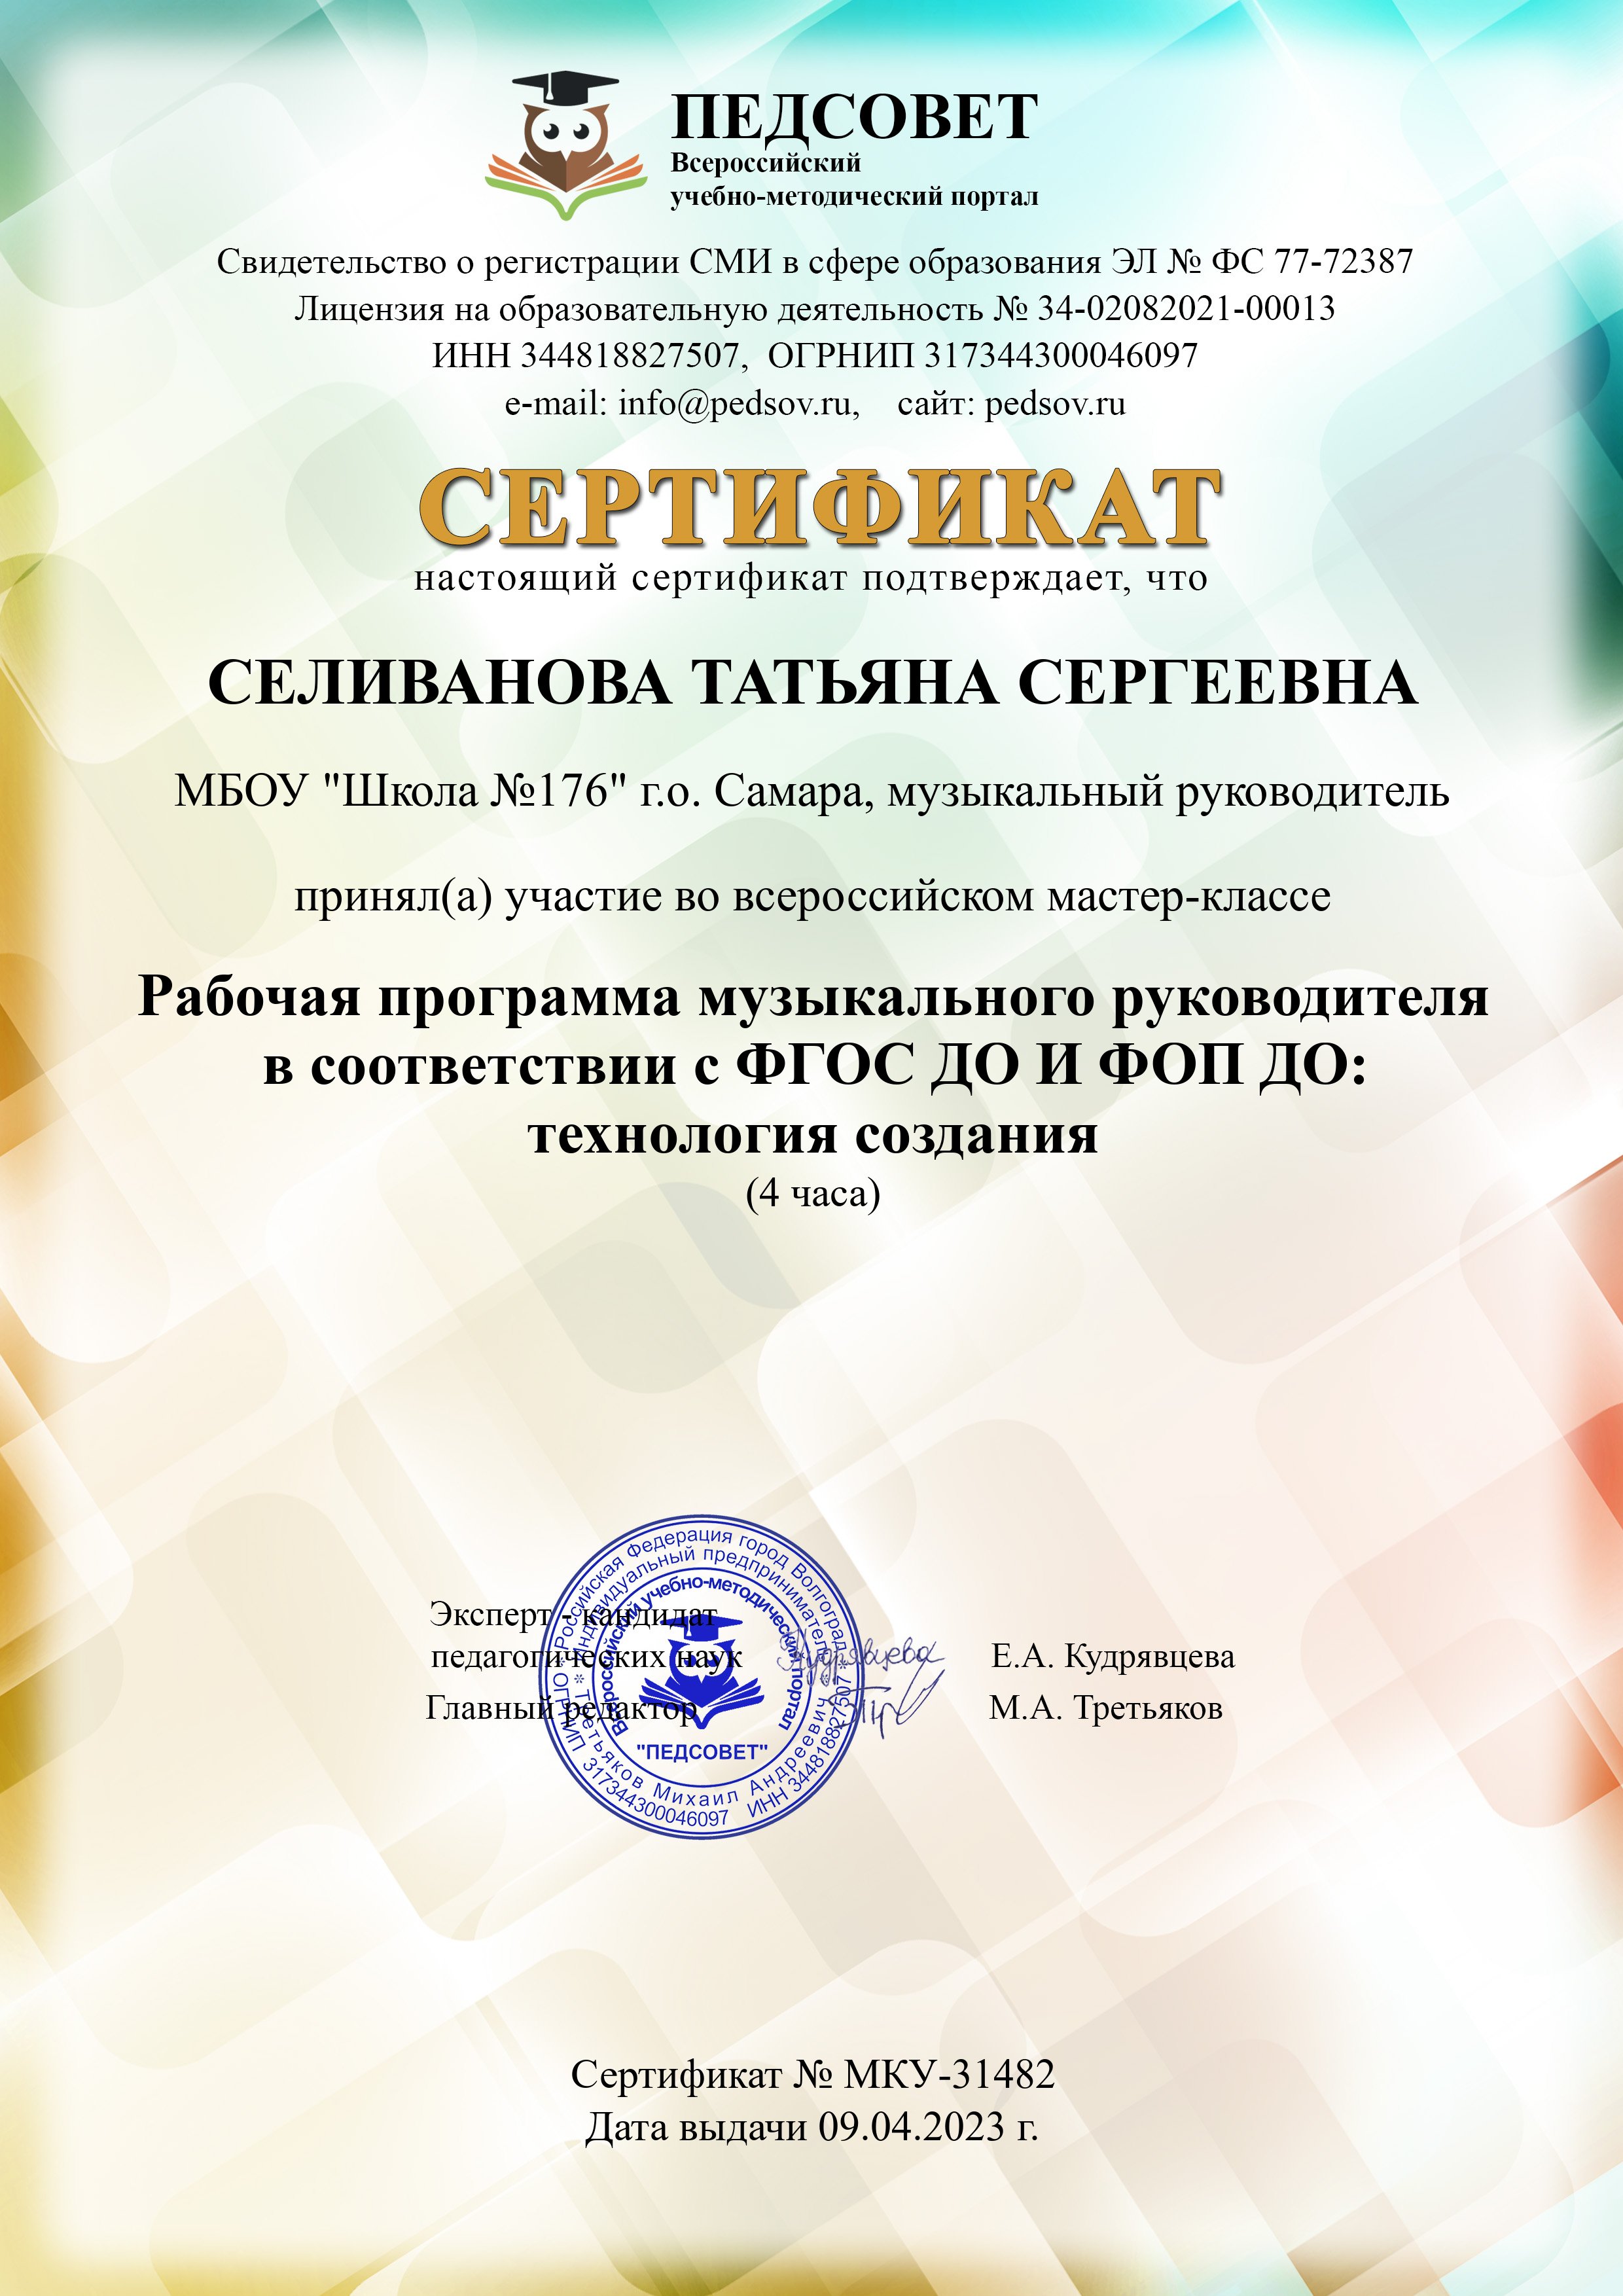 ПЕДСОВЕТ
Всероссийский
учебно-методический портал
Свидетельство о регистрации СМИ в сфере образования ЭЛ № ФС 77-72387
Лицензия на образовательную деятельность № 34-02082021-00013
ИНН 344818827507, ОГРНИП 317344300046097
e-mail: info@pedsov.ru, сайт: pedsov.ru
СЕРТИФИКАТ
настоящий сертификат подтверждает, что
СЕЛИВАНОВА ТАТЬЯНА СЕРГЕЕВНА
МБОУ "Школа №176" г.о. Самара, музыкальный руководитель
принял(а) участие во всероссийском мастер-классе
Рабочая программа музыкального руководителя
в соответствии с ФГОС ДО И ФОП ДО:
технология создания
(4 часа)
Эксперт - кандидат
педагогических наук
Е.А. Кудрявцева
Главный редактор
М.А. Третьяков
Российская Федерация город Волгоград
* ОГРНИП 317344300046097 ИНН 344818827507 *
Индивидуальный предприниматель
* Третьяков Михаил Андреевич *
Всероссийский учебно-методический портал
"ПЕДСОВЕТ"
Кудрявцева
Сертификат № МКУ-31482
Дата выдачи 09.04.2023 г.